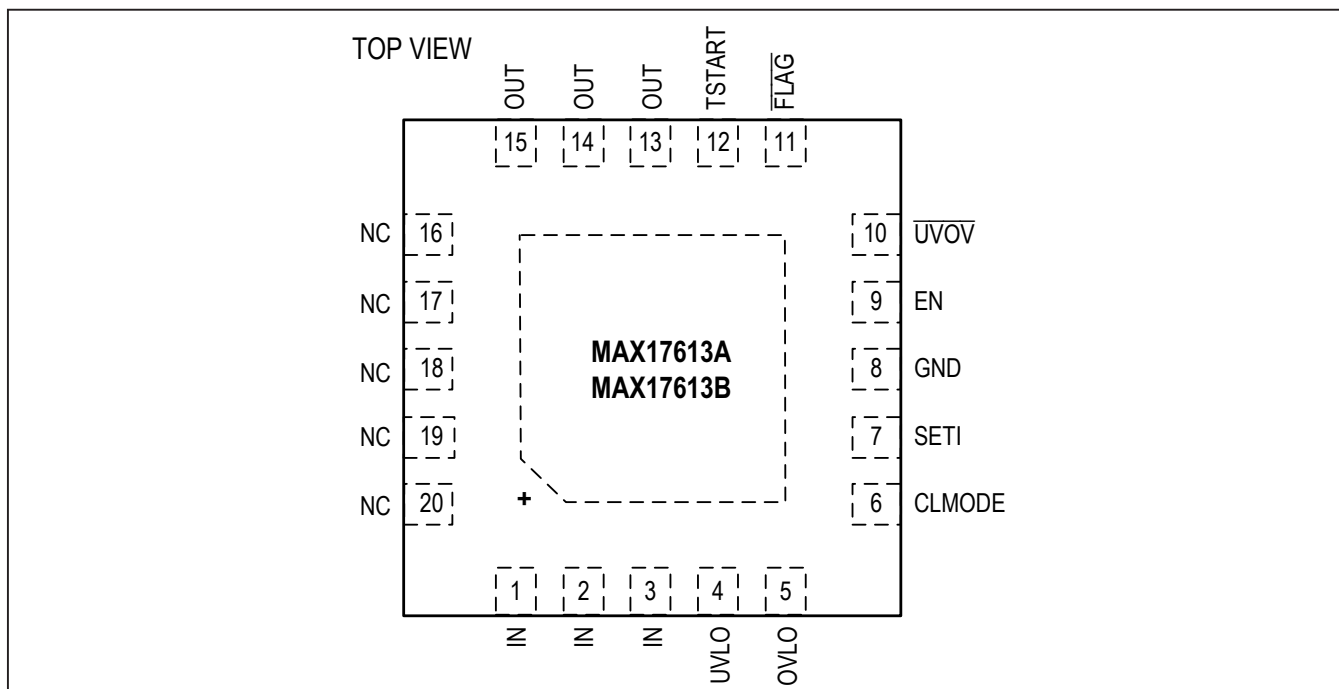 TOP VIEW
OUT
OUT
OUT
TSTART
FLAG
15
14
13
12
11
NC 16
10 UVOV
NC 17
9 EN
MAX17613A
MAX17613B
NC 18
8 GND
NC 19
7 SETI
NC 20
+
6 CLMODE
1
2
3
4
5
IN
IN
IN
UVLO
OVLO